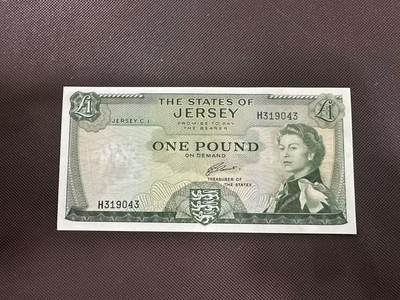 THE STATES OF
£1
JERSEY
£1
JERSEY C.I.
PROMISE TO PAY
THE BEARER
H319043
ONE POUND
ON DEMAND
TREASURER OF
THE STATES
H319043